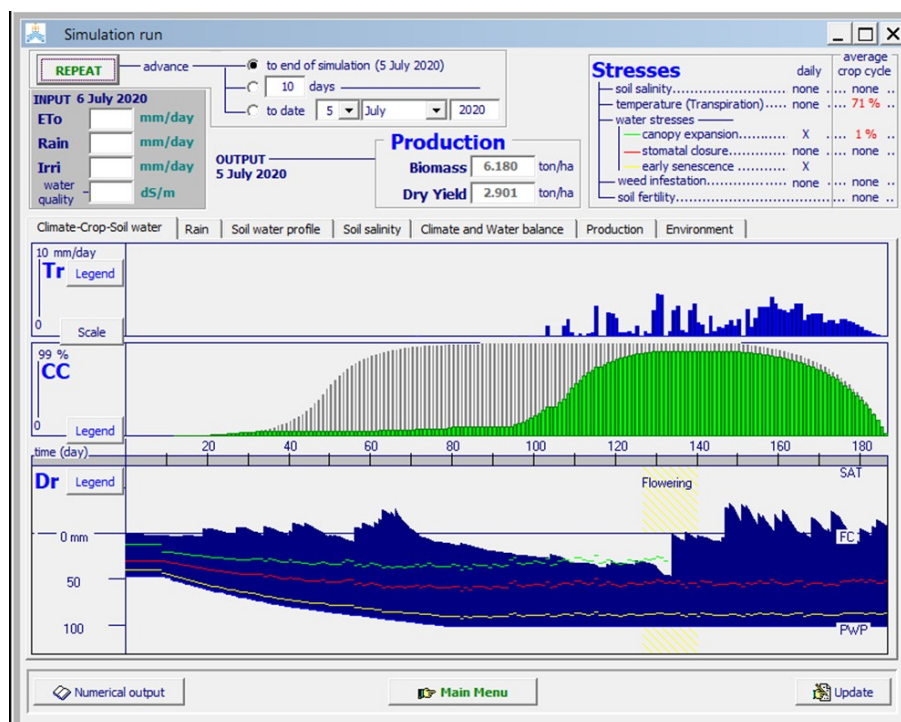 Simulation run
REPEAT advance to end of simulation (5 July 2020)
10 days
to date 5 July 2020
INPUT 6 July 2020
ETo mm/day
Rain mm/day
Irri mm/day
water quality dS/m
OUTPUT
5 July 2020
Production
Biomass 6.180 ton/ha
Dry Yield 2.901 ton/ha
Stresses daily average crop cycle
soil salinity................ none .... none ..
temperature (Transpiration)..... none .... 71 % ..
water stresses
canopy expansion........... X .... 1 % ..
stomatal closure............ none .... none ..
early senescence ........... X
weed infestation................ none .... none ..
soil fertility........................................ none ..
Climate-Crop-Soil water Rain Soil water profile Soil salinity Climate and Water balance Production Environment
10 mm/day
Tr Legend
0
Scale
99 %
CC
0
Legend
time (day) 20 40 60 80 100 120 140 160 180
Dr Legend
SAT
Flowering
0 mm
FC
50
100
PWP
Numerical output Main Menu Update